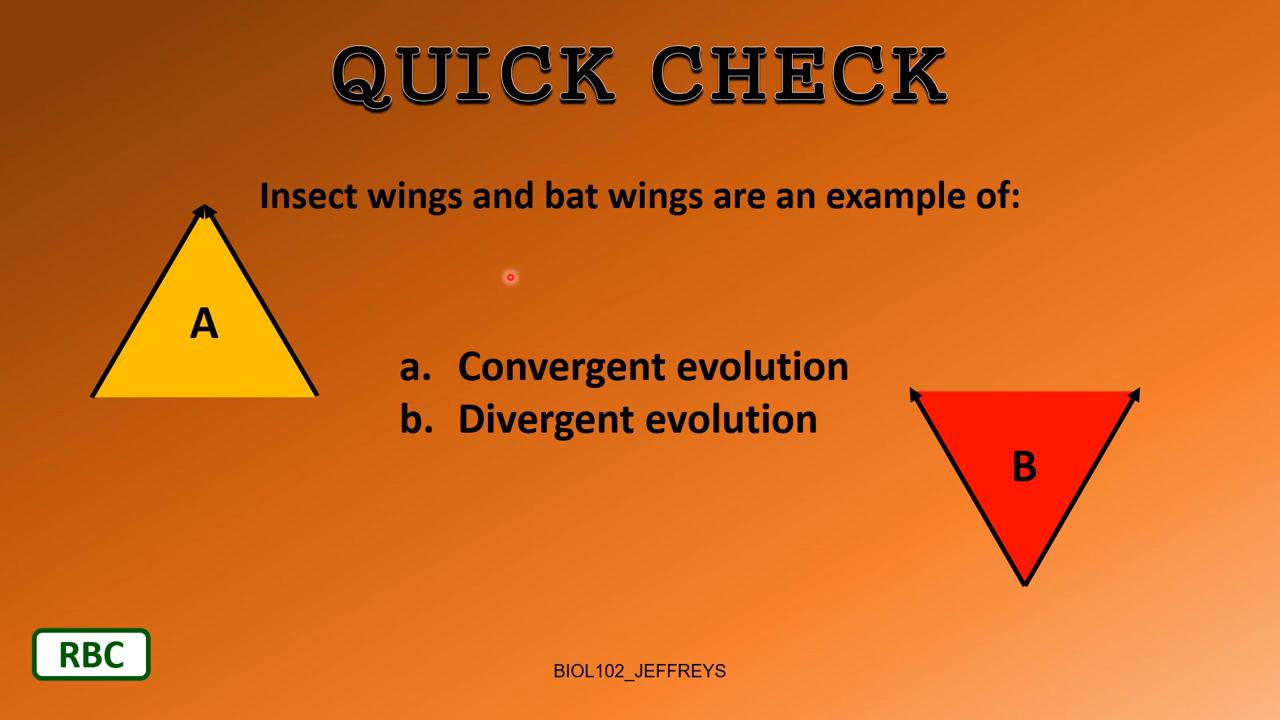 QUICK CHECK
Insect wings and bat wings are an example of:
A
a. Convergent evolution
b. Divergent evolution
B
RBC
BIOL102_JEFFREYS